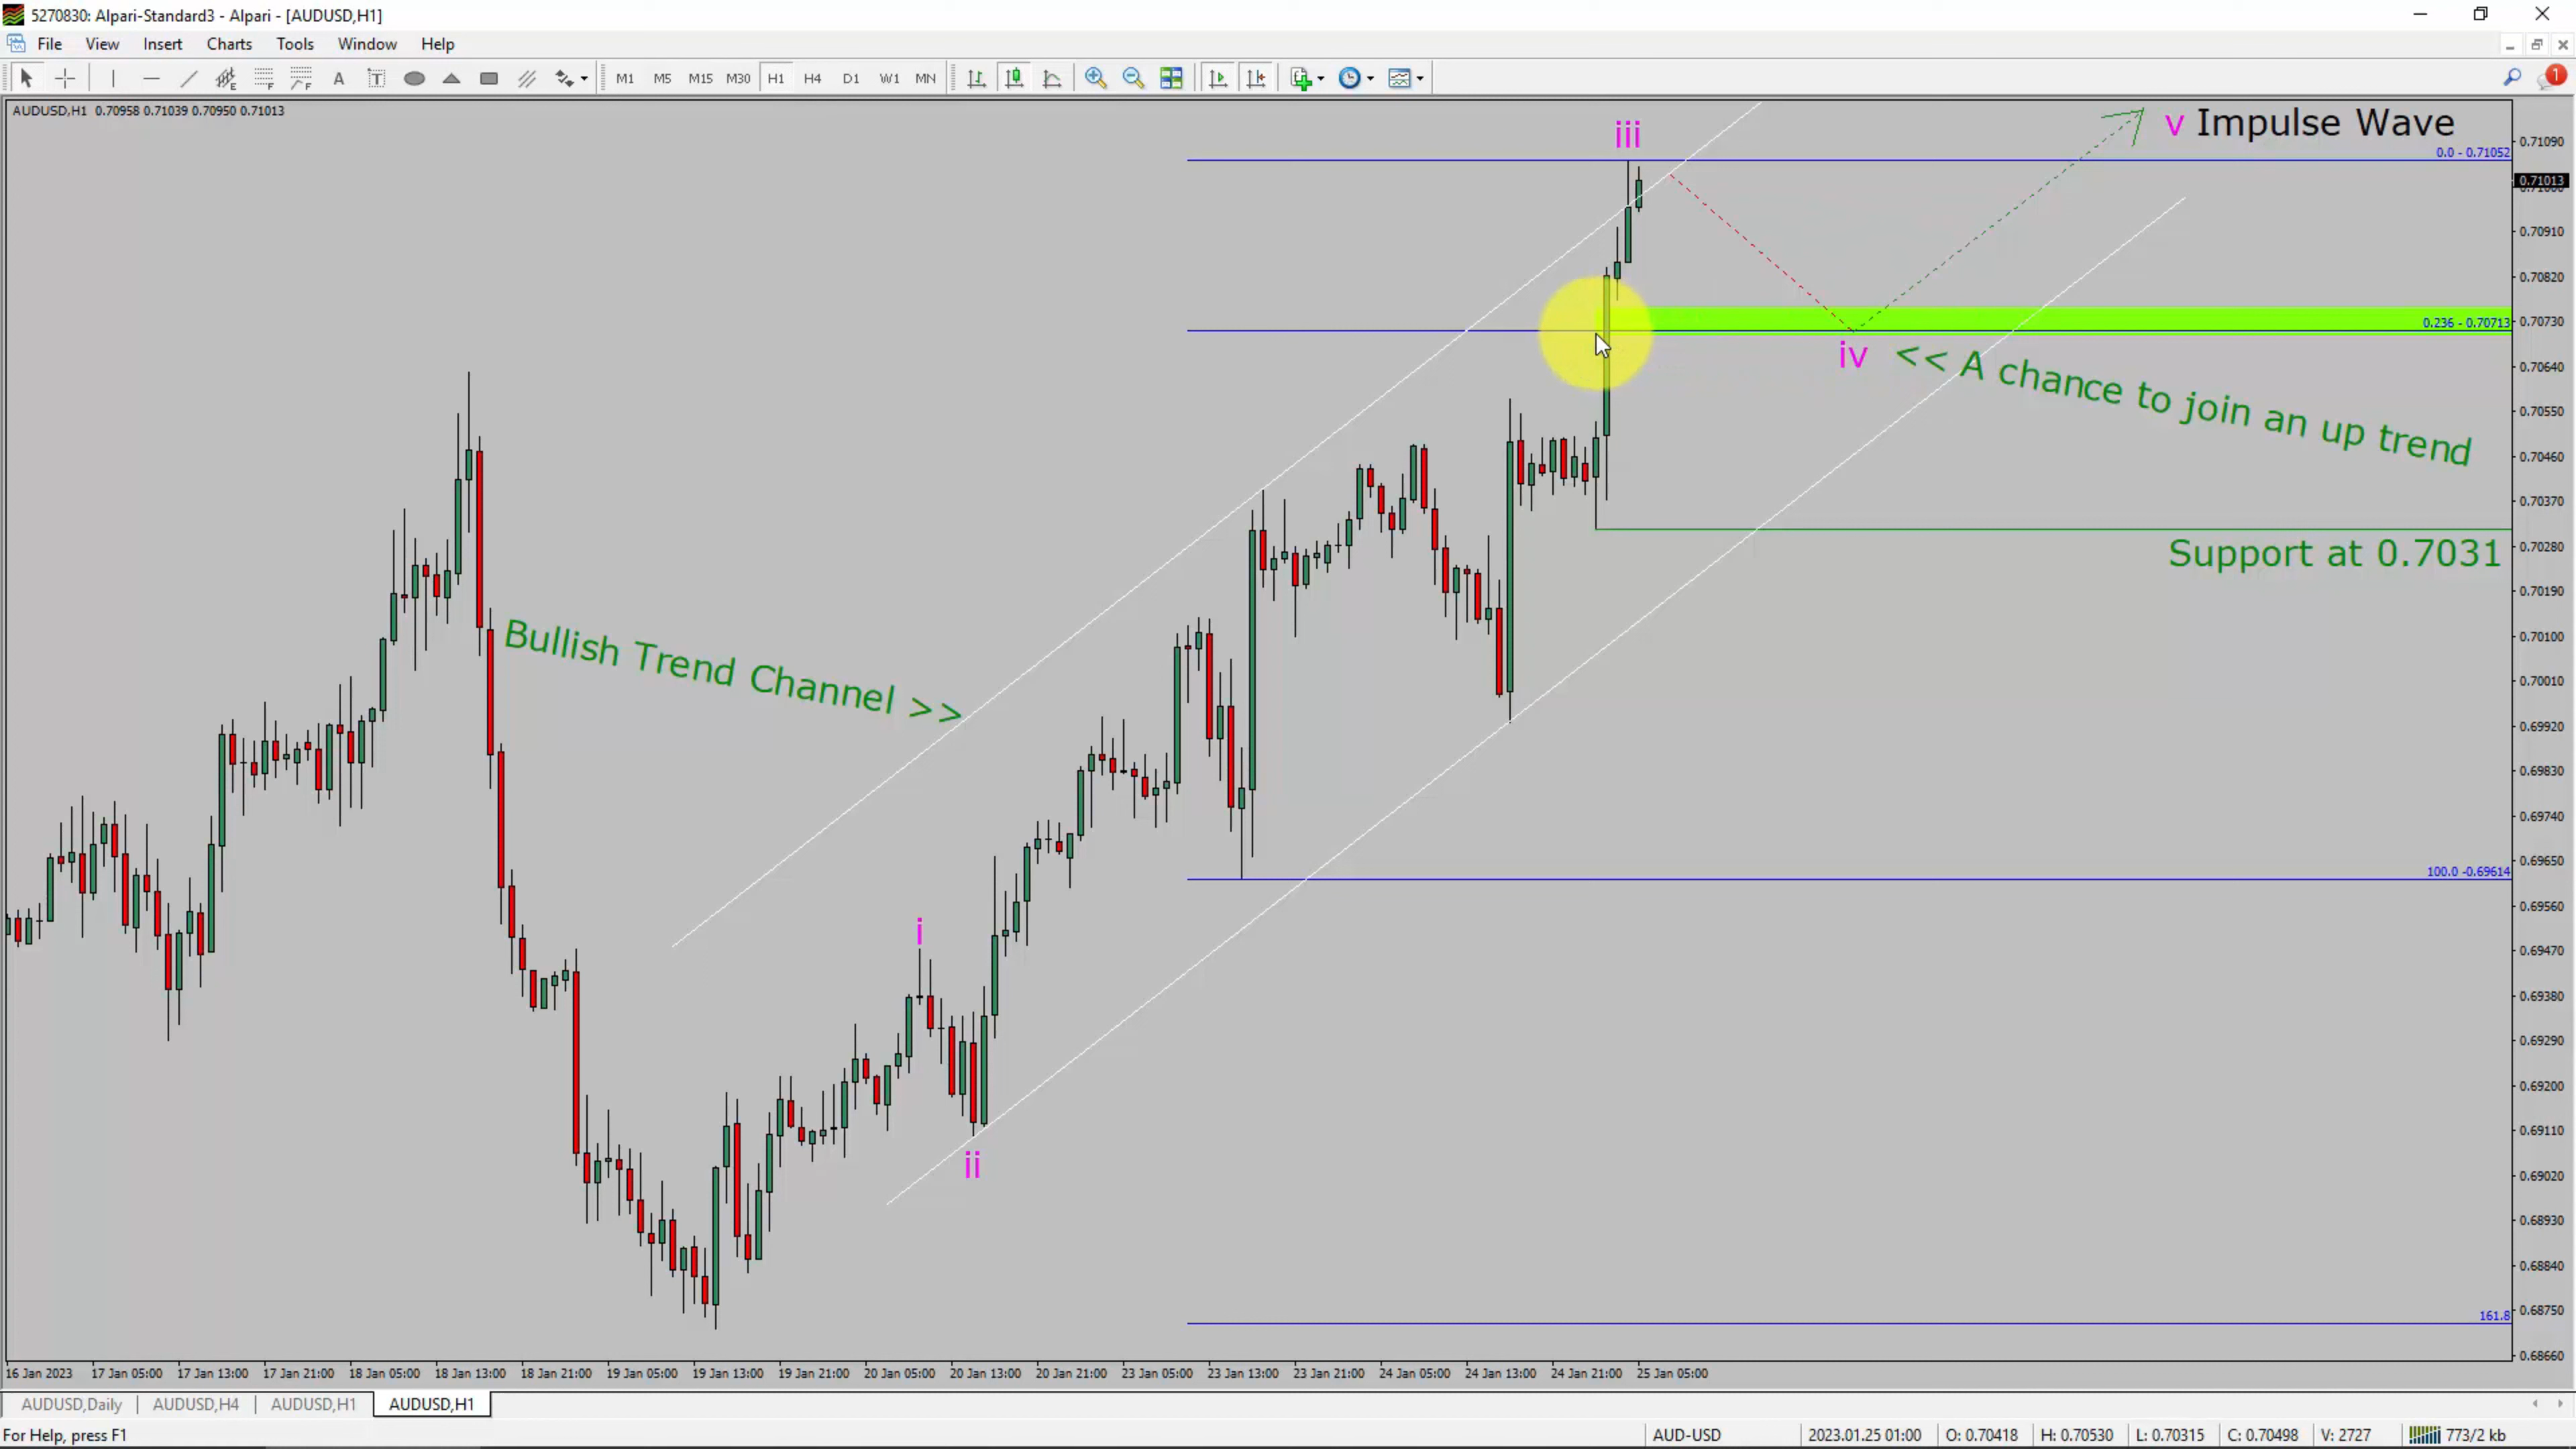 5270830: Alpari-Standard3 - Alpari - [AUDUSD,H1]
File View Insert Charts Tools Window Help
A T M1 M5 M15 M30 H1 H4 D1 W1 MN 1
AUDUSD,H1 0.70958 0.71039 0.70950 0.71013
iii
v Impulse Wave
0.71090
0.0 - 0.71052
0.71013
0.70910
0.70820
0.236 - 0.70713
0.70730
iv << A chance to join an up trend
0.70640
0.70550
0.70460
0.70370
Support at 0.7031
0.70280
0.70190
Bullish Trend Channel >>
0.70100
0.70010
0.69920
0.69830
0.69740
0.69650
100.0 -0.69614
0.69560
i
0.69470
0.69380
0.69290
0.69200
0.69110
ii
0.69020
0.68930
0.68840
0.68750
161.8
0.68660
16 Jan 2023 17 Jan 05:00 17 Jan 13:00 17 Jan 21:00 18 Jan 05:00 18 Jan 13:00 18 Jan 21:00 19 Jan 05:00 19 Jan 13:00 19 Jan 21:00 20 Jan 05:00 20 Jan 13:00 20 Jan 21:00 23 Jan 05:00 23 Jan 13:00 23 Jan 21:00 24 Jan 05:00 24 Jan 13:00 24 Jan 21:00 25 Jan 05:00
AUDUSD,Daily AUDUSD,H4 AUDUSD,H1 AUDUSD,H1
For Help, press F1 AUD-USD 2023.01.25 01:00 O: 0.70418 H: 0.70530 L: 0.70315 C: 0.70498 V: 2727 773/2 kb